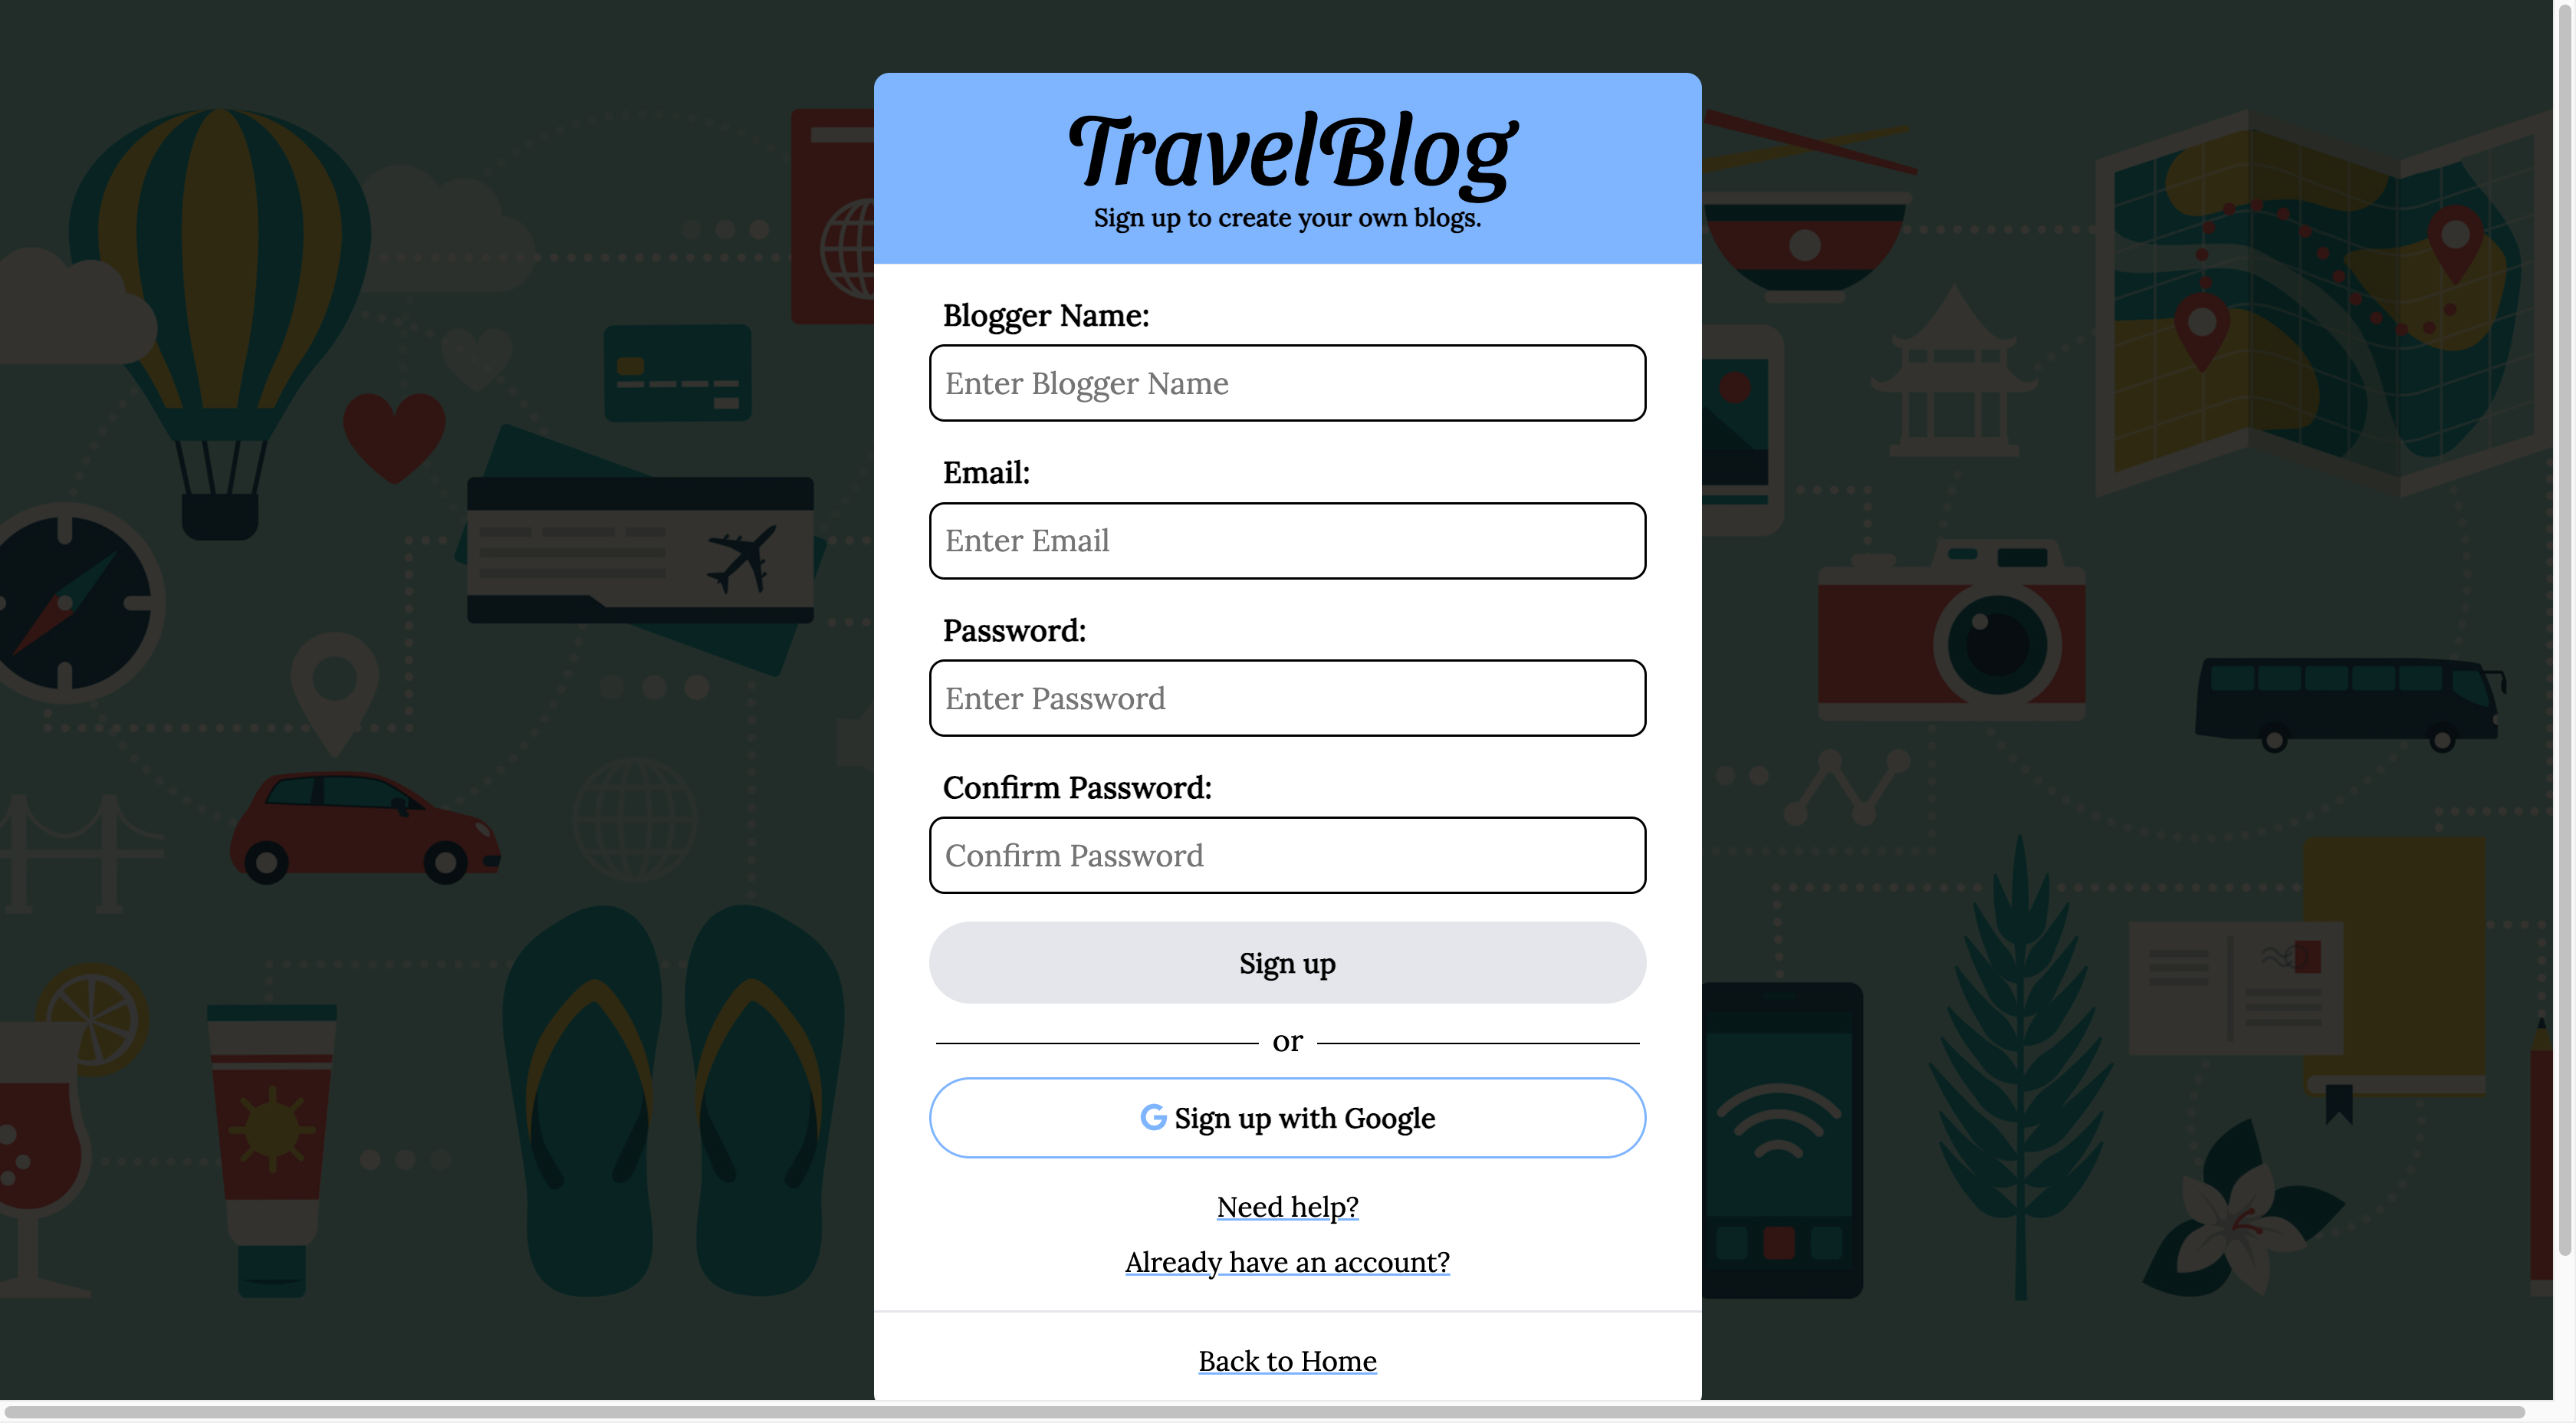 TravelBlog
Sign up to create your own blogs.
Blogger Name:
Enter Blogger Name
Email:
Enter Email
Password:
Enter Password
Confirm Password:
Confirm Password
Sign up
or
Sign up with Google
Need help?
Already have an account?
Back to Home